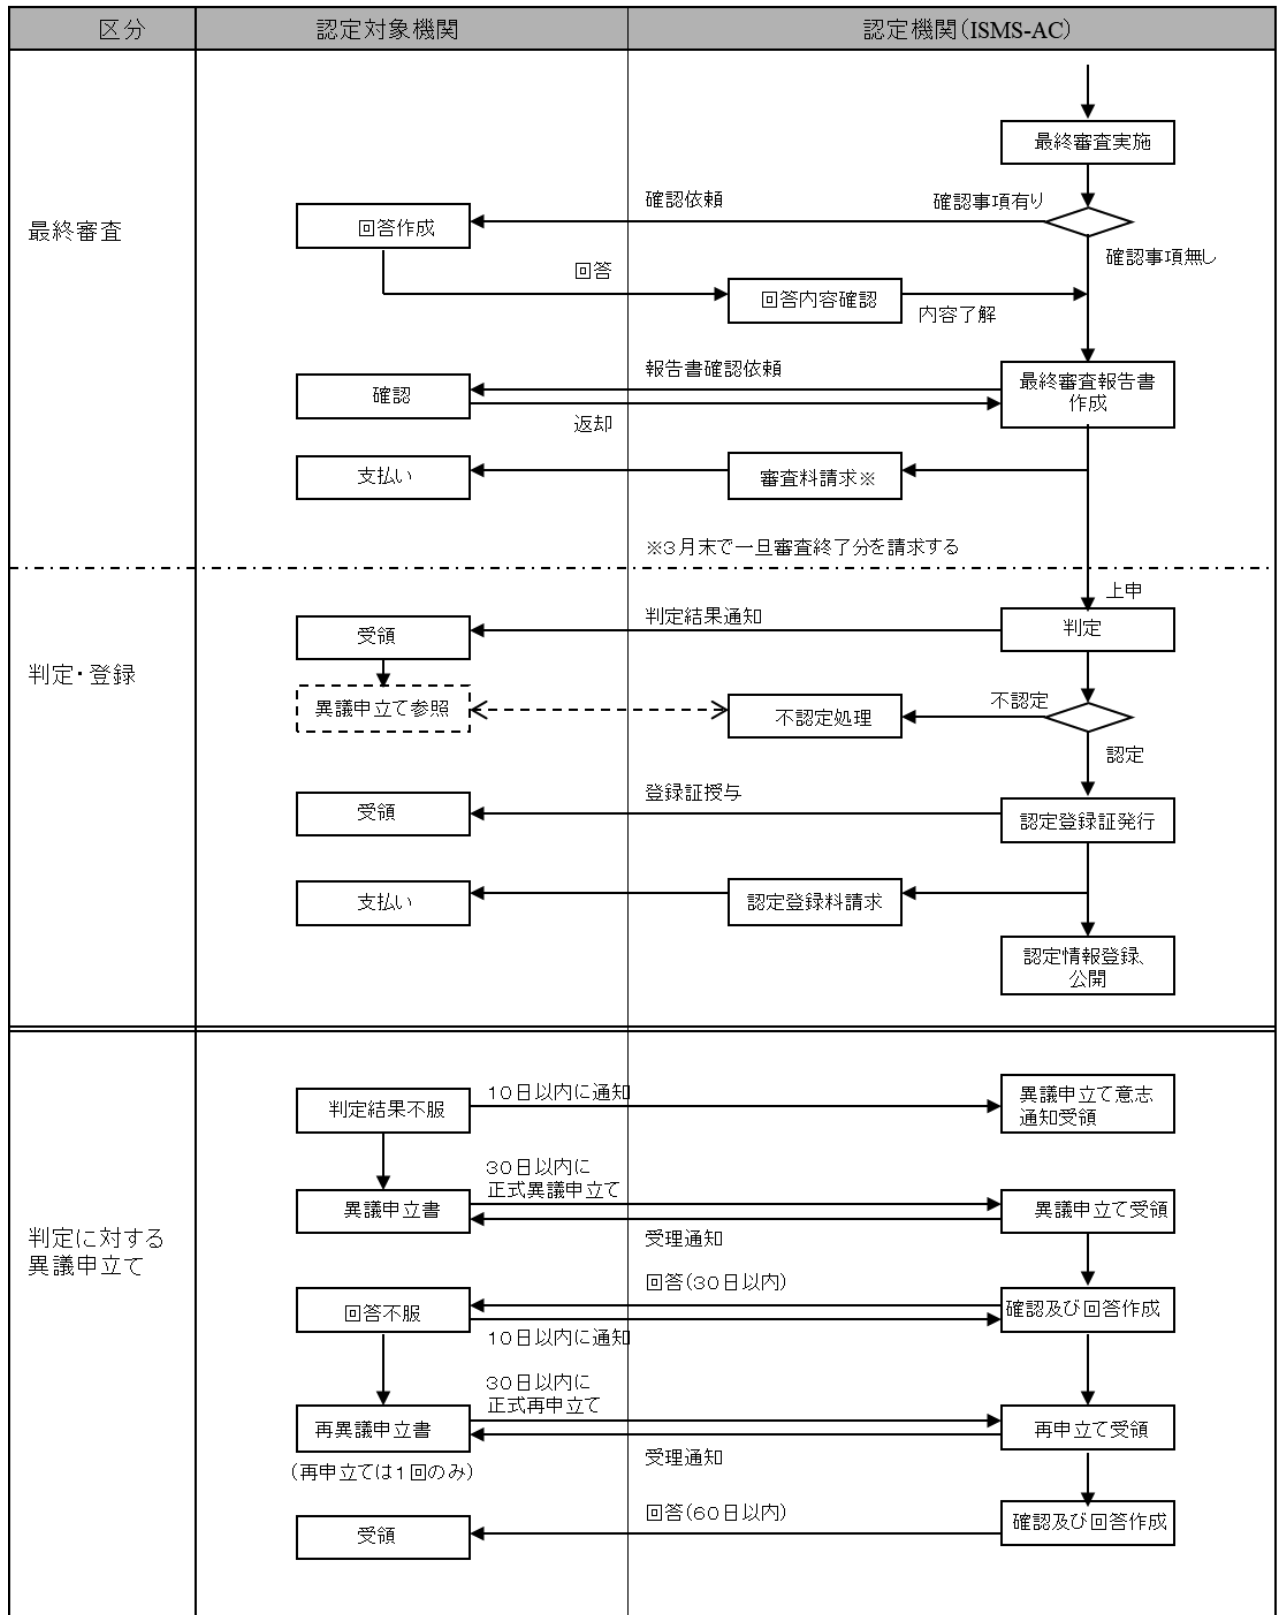 区分
認定対象機関
認定機関(ISMS-AC)
最終審査
最終審査実施
確認依頼
確認事項有り
回答作成
確認事項無し
回答
回答内容確認
内容了解
報告書確認依頼
最終審査報告書
作成
確認
返却
支払い
審査料請求※
※3月末で一旦審査終了分を請求する
判定・登録
上申
判定結果通知
受領
判定
異議申立て参照
不認定処理
不認定
認定
登録証授与
受領
認定登録証発行
支払い
認定登録料請求
認定情報登録、
公開
判定に対する
異議申立て
判定結果不服
10日以内に通知
異議申立て意志
通知受領
30日以内に
正式異議申立て
異議申立書
異議申立て受領
受理通知
回答(30日以内)
回答不服
確認及び回答作成
10日以内に通知
30日以内に
正式再申立て
再異議申立書
再申立て受領
受理通知
(再申立ては1回のみ)
回答(60日以内)
受領
確認及び回答作成